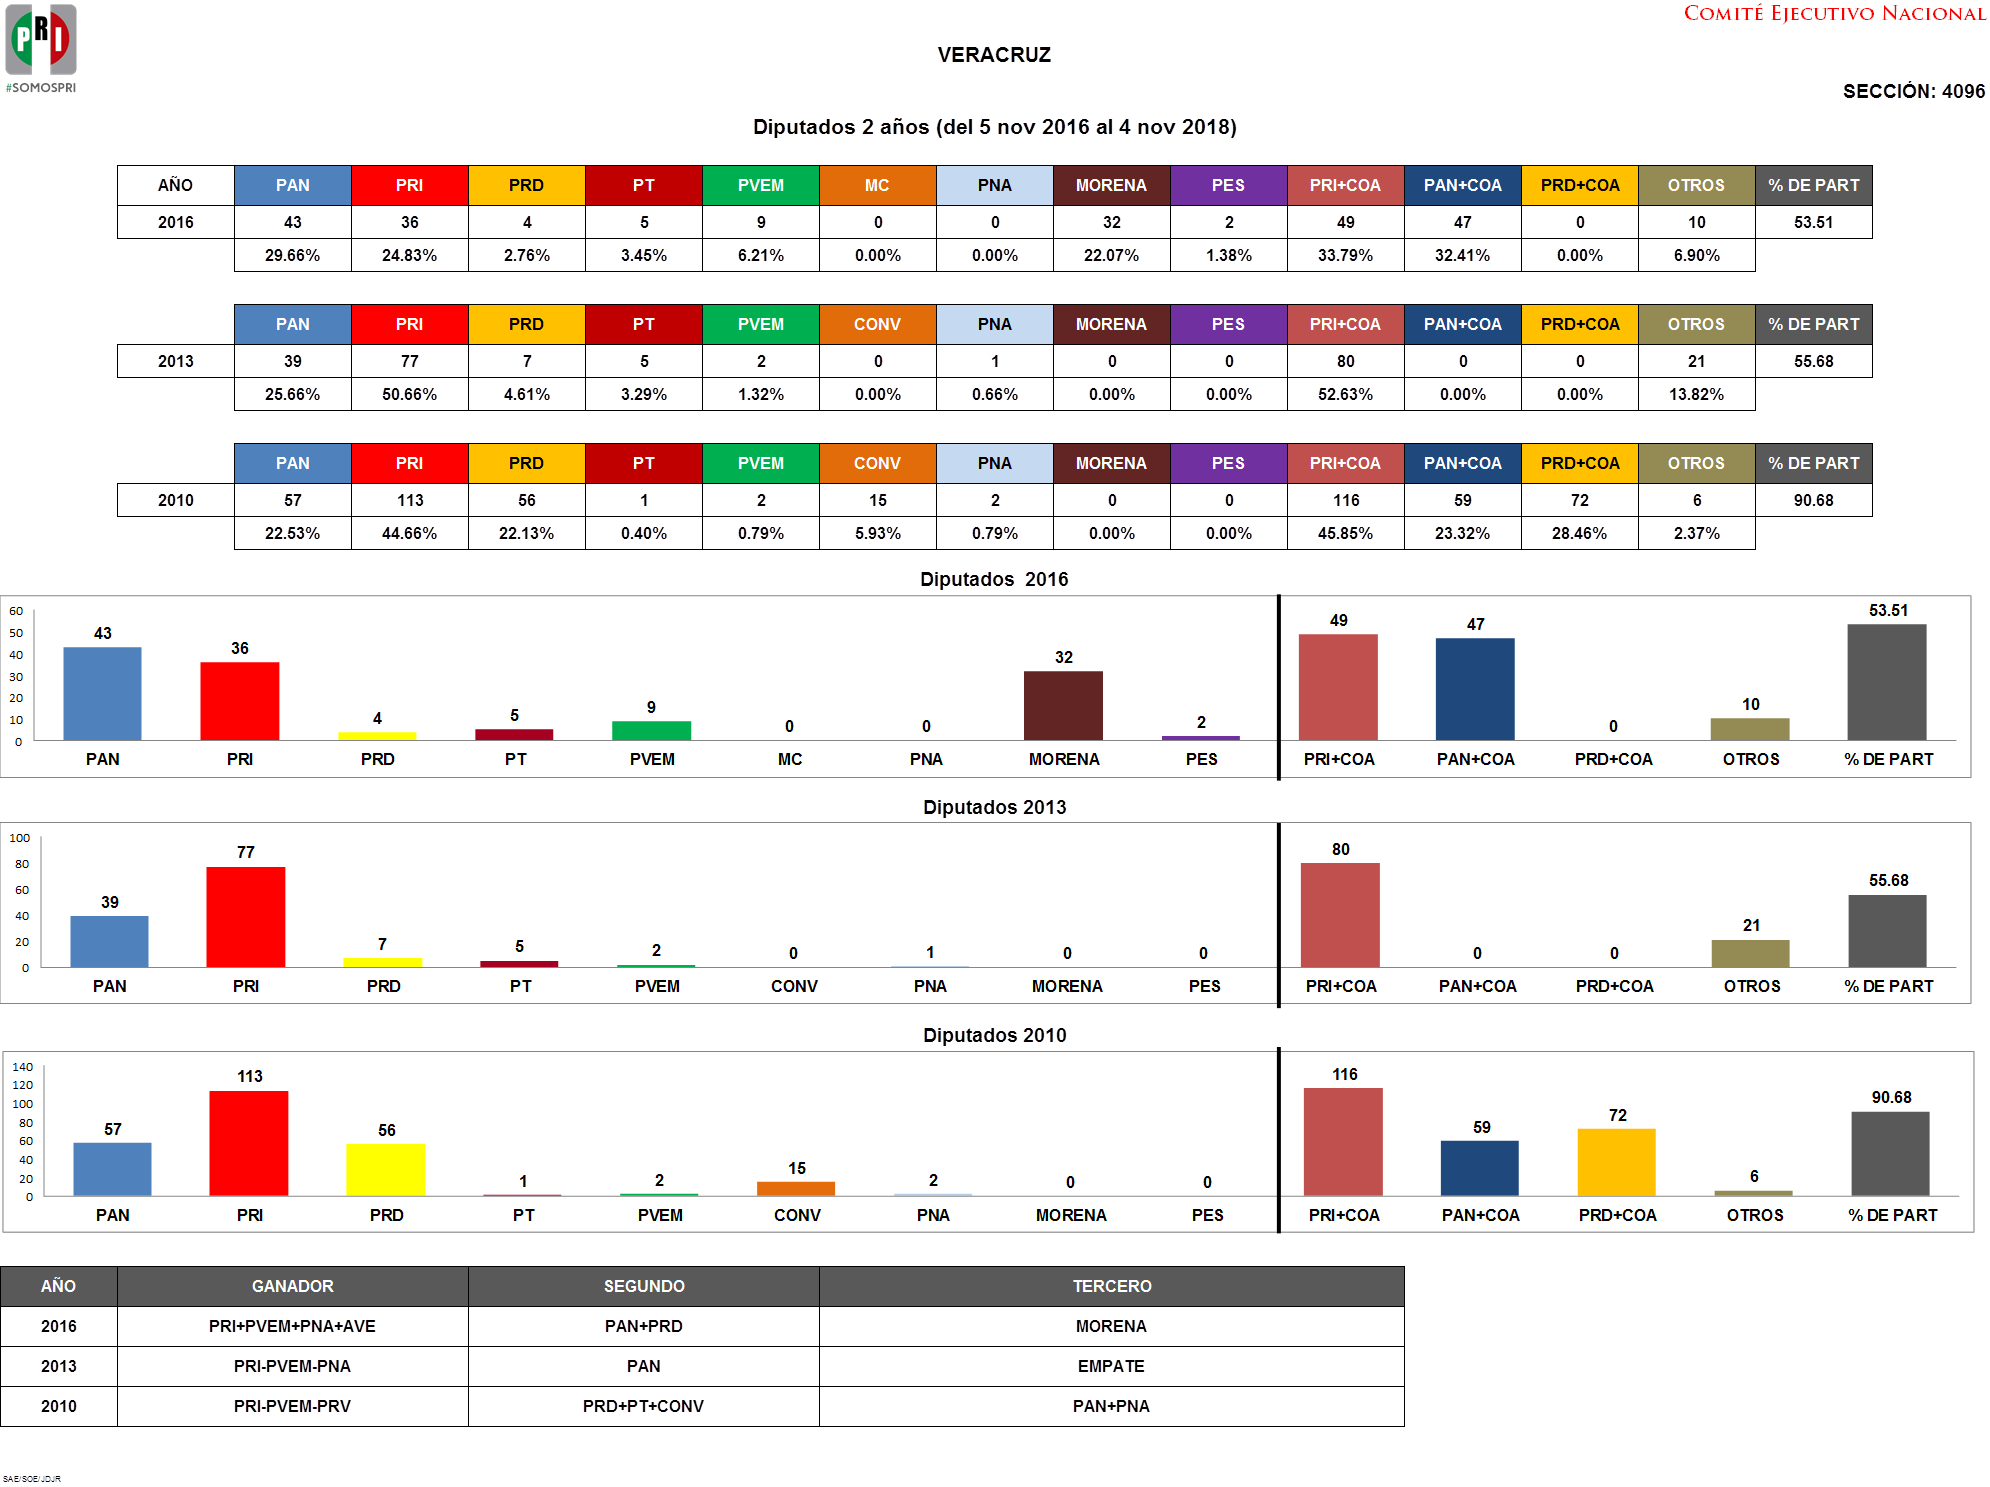 PRI
#SOMOSPRI
COMITÉ EJECUTIVO NACIONAL
VERACRUZ
SECCIÓN: 4096
Diputados 2 años (del 5 nov 2016 al 4 nov 2018)
AÑO PAN PRI PRD PT PVEM MC PNA MORENA PES PRI+COA PAN+COA PRD+COA OTROS % DE PART
2016 43 36 4 5 9 0 0 32 2 49 47 0 10 53.51
29.66% 24.83% 2.76% 3.45% 6.21% 0.00% 0.00% 22.07% 1.38% 33.79% 32.41% 0.00% 6.90%
PAN PRI PRD PT PVEM CONV PNA MORENA PES PRI+COA PAN+COA PRD+COA OTROS % DE PART
2013 39 77 7 5 2 0 1 0 0 80 0 0 21 55.68
25.66% 50.66% 4.61% 3.29% 1.32% 0.00% 0.66% 0.00% 0.00% 52.63% 0.00% 0.00% 13.82%
PAN PRI PRD PT PVEM CONV PNA MORENA PES PRI+COA PAN+COA PRD+COA OTROS % DE PART
2010 57 113 56 1 2 15 2 0 0 116 59 72 6 90.68
22.53% 44.66% 22.13% 0.40% 0.79% 5.93% 0.79% 0.00% 0.00% 45.85% 23.32% 28.46% 2.37%
Diputados 2016
60
50
40
30
20
10
0
43 36 4 5 9 0 0 32 2 49 47 0 10 53.51
PAN PRI PRD PT PVEM MC PNA MORENA PES PRI+COA PAN+COA PRD+COA OTROS % DE PART
Diputados 2013
100
80
60
40
20
0
39 77 7 5 2 0 1 0 0 80 0 0 21 55.68
PAN PRI PRD PT PVEM CONV PNA MORENA PES PRI+COA PAN+COA PRD+COA OTROS % DE PART
Diputados 2010
140
120
100
80
60
40
20
0
57 113 56 1 2 15 2 0 0 116 59 72 6 90.68
PAN PRI PRD PT PVEM CONV PNA MORENA PES PRI+COA PAN+COA PRD+COA OTROS % DE PART
AÑO GANADOR SEGUNDO TERCERO
2016 PRI+PVEM+PNA+AVE PAN+PRD MORENA
2013 PRI-PVEM-PNA PAN EMPATE
2010 PRI-PVEM-PRV PRD+PT+CONV PAN+PNA
SAE/SOE/JDJR